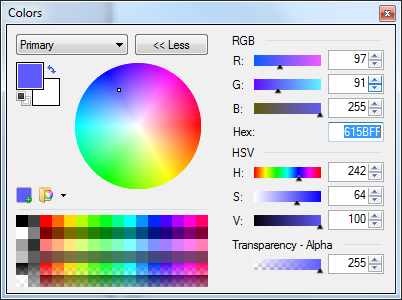 Colors
Primary
<< Less
RGB
R: 97
G: 91
B: 255
Hex: 615BFF
HSV
H: 242
S: 64
V: 100
Transparency - Alpha
255